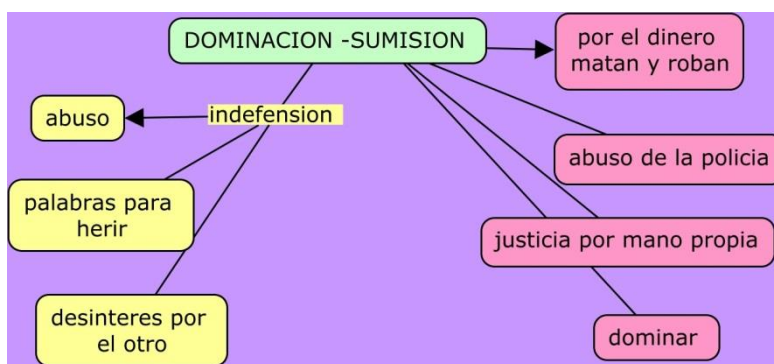 DOMINACION -SUMISION
por el dinero
matan y roban
abuso
indefension
abuso de la policia
palabras para
herir
justicia por mano propia
desinteres por
el otro
dominar